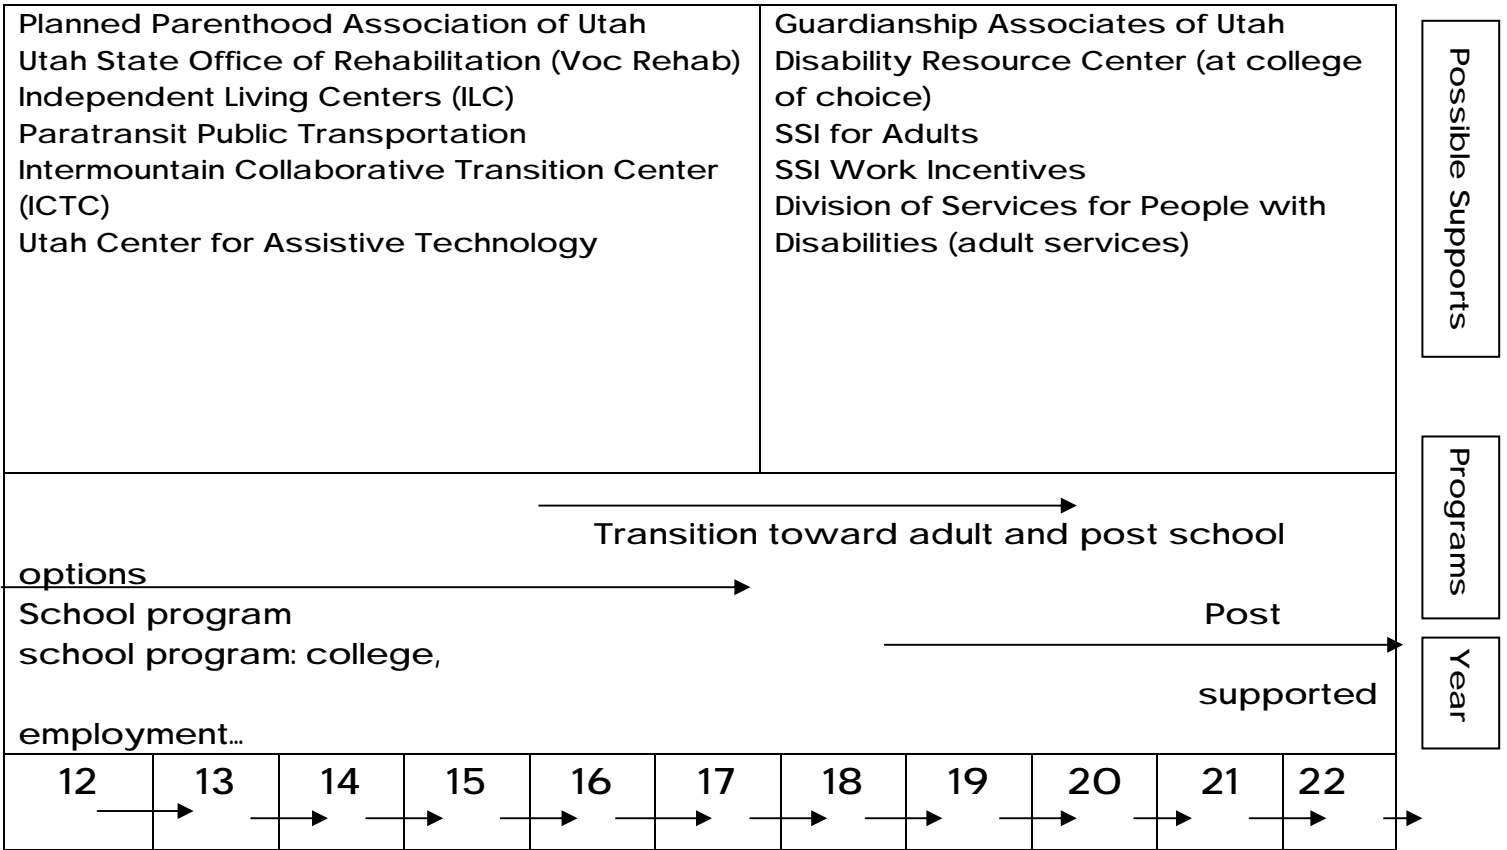 Planned Parenthood Association of Utah
Utah State Office of Rehabilitation (Voc Rehab)
Independent Living Centers (ILC)
Paratransit Public Transportation
Intermountain Collaborative Transition Center
(ICTC)
Utah Center for Assistive Technology
Guardianship Associates of Utah
Disability Resource Center (at college
of choice)
SSI for Adults
SSI Work Incentives
Division of Services for People with
Disabilities (adult services)
Possible Supports
Transition toward adult and post school
options
School program Post
school program: college,
supported
employment…
Programs
12 13 14 15 16 17 18 19 20 21 22
Year